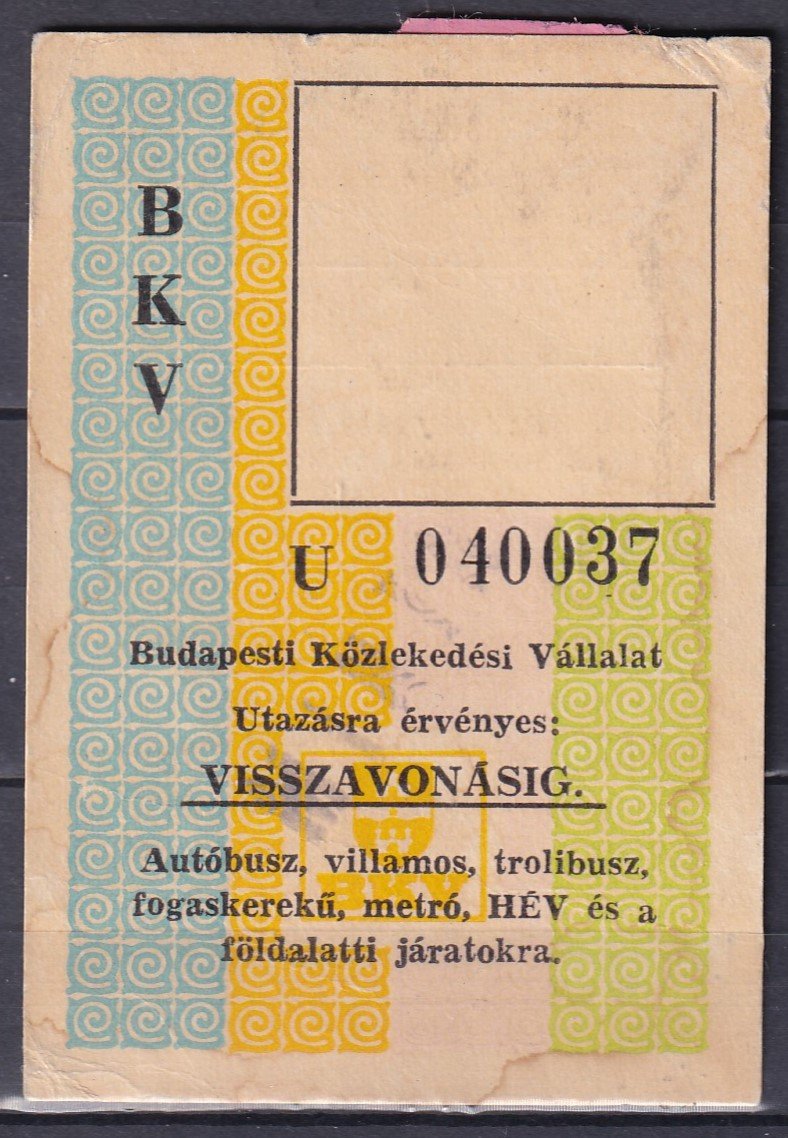 B
K
V
U 040037
Budapesti Közlekedési Vállalat
Utazásra érvényes:
VISSZAVONÁSIG.
BKV
Autóbusz, villamos, trolibusz,
fogaskerekű, metró, HÉV és a
földalatti járatokra.